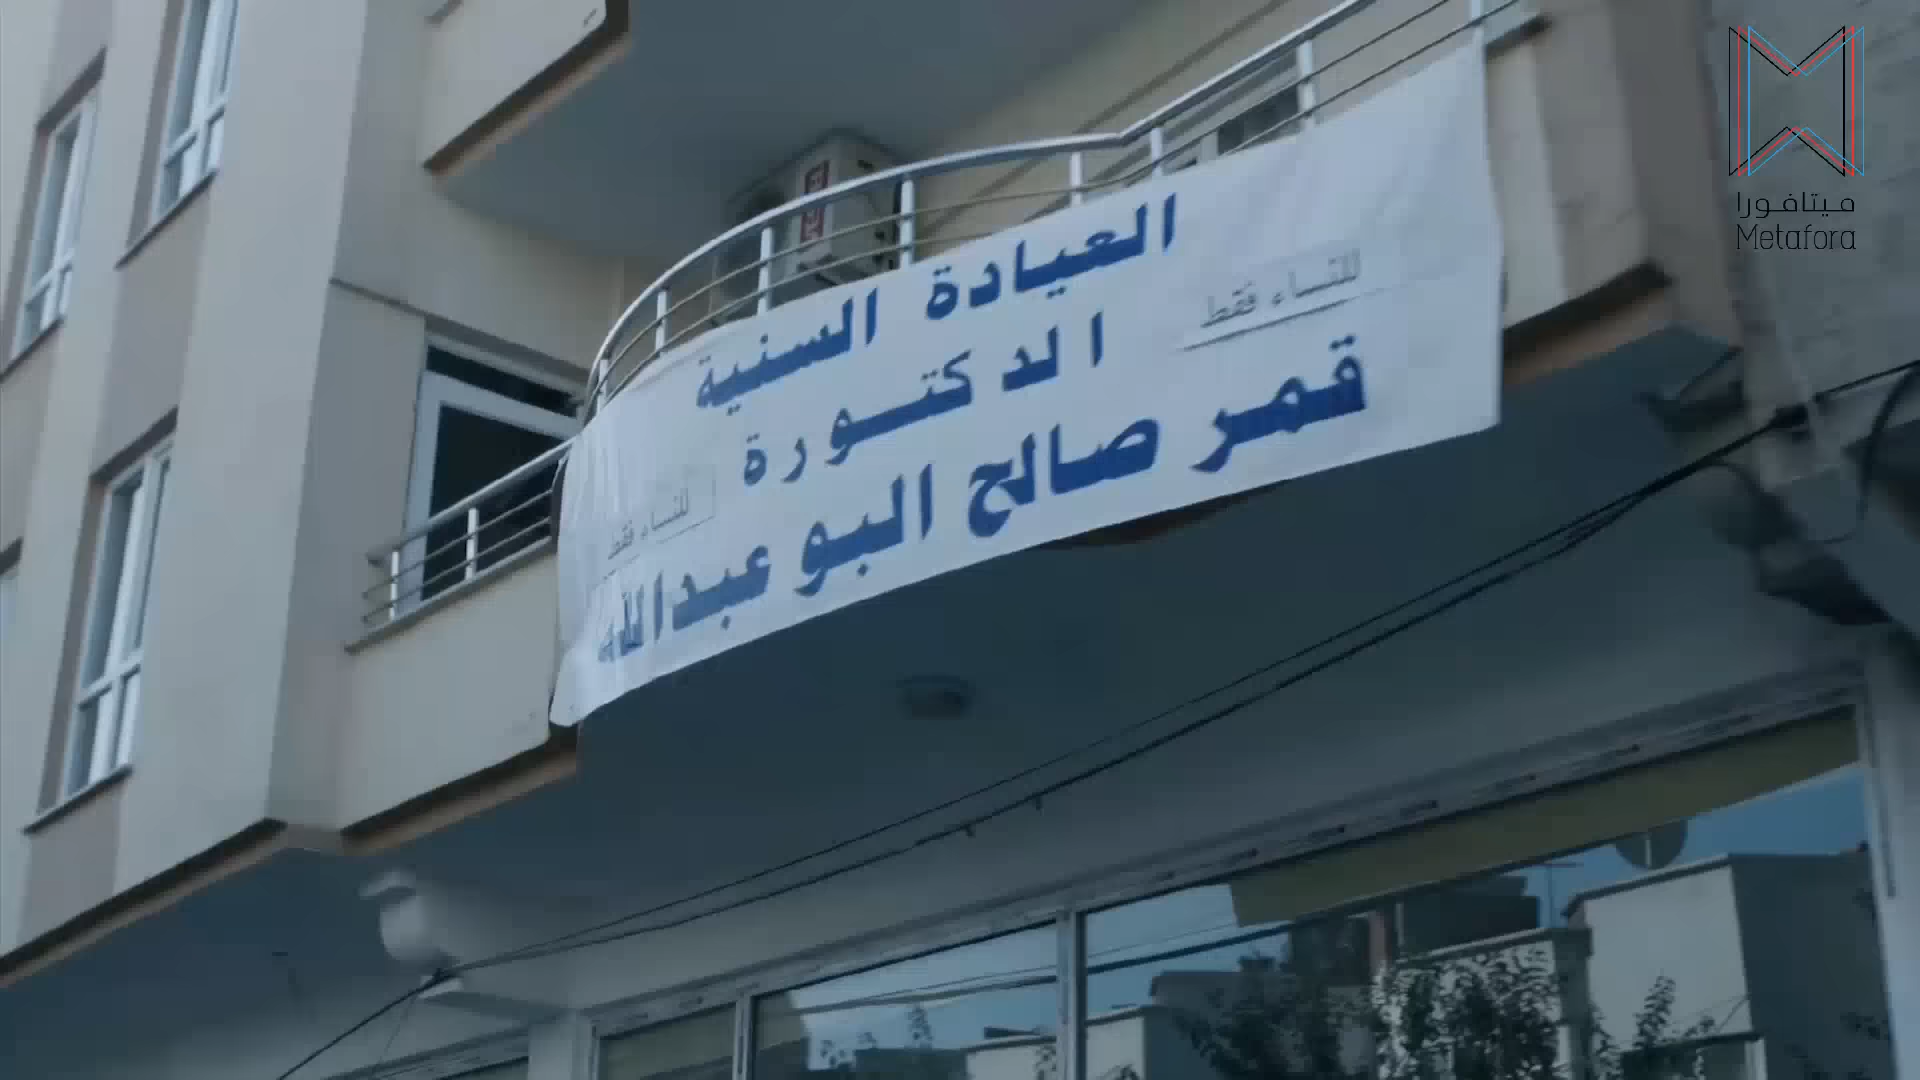 العيادة السنية
الدكتورة
للنساء فقط
قمر صالح البو عبدالله
للنساء فقط
ميتافورا
Metafora